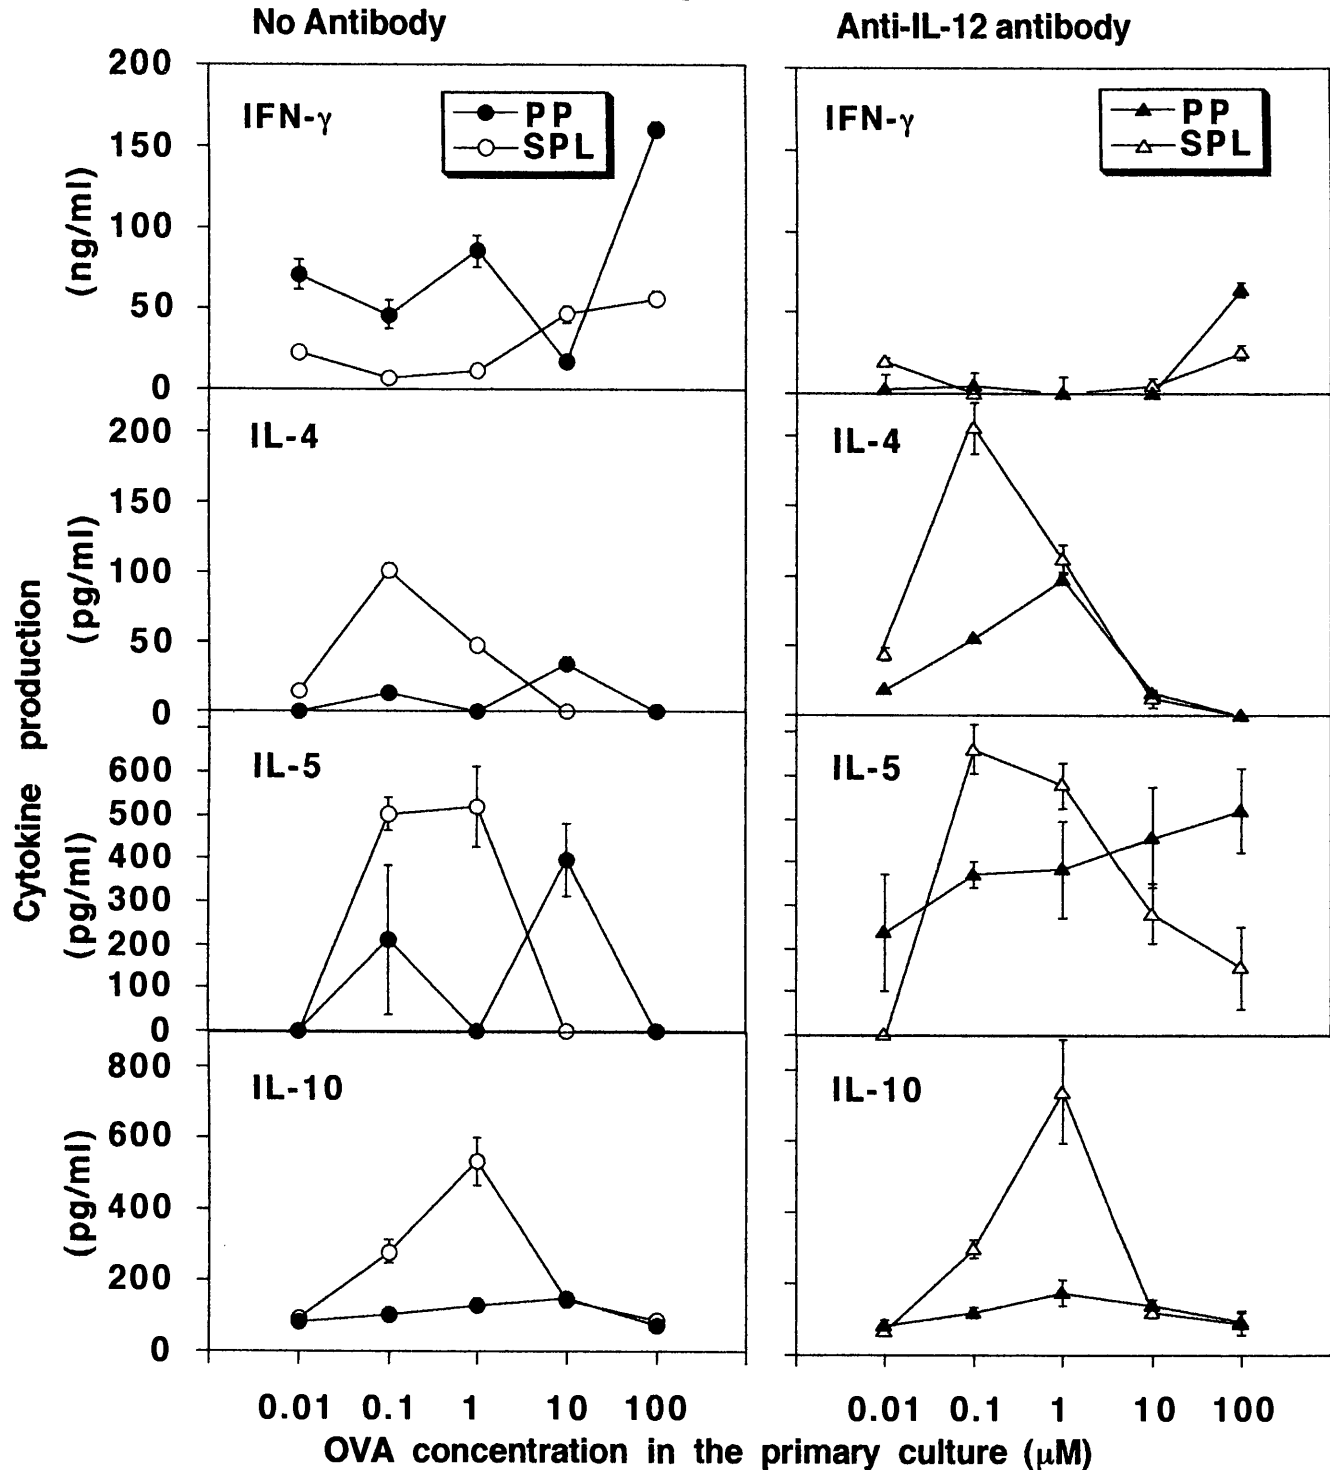 No Antibody
Anti-IL-12 antibody
200
150
100
50
0
(ng/ml)
IFN-γ
PP
SPL
IFN-γ
PP
SPL
200
150
100
50
0
(pg/ml)
IL-4
IL-4
Cytokine production
600
500
400
300
200
100
0
(pg/ml)
IL-5
IL-5
800
600
400
200
0
(pg/ml)
IL-10
IL-10
0.01 0.1 1 10 100
0.01 0.1 1 10 100
OVA concentration in the primary culture (μM)